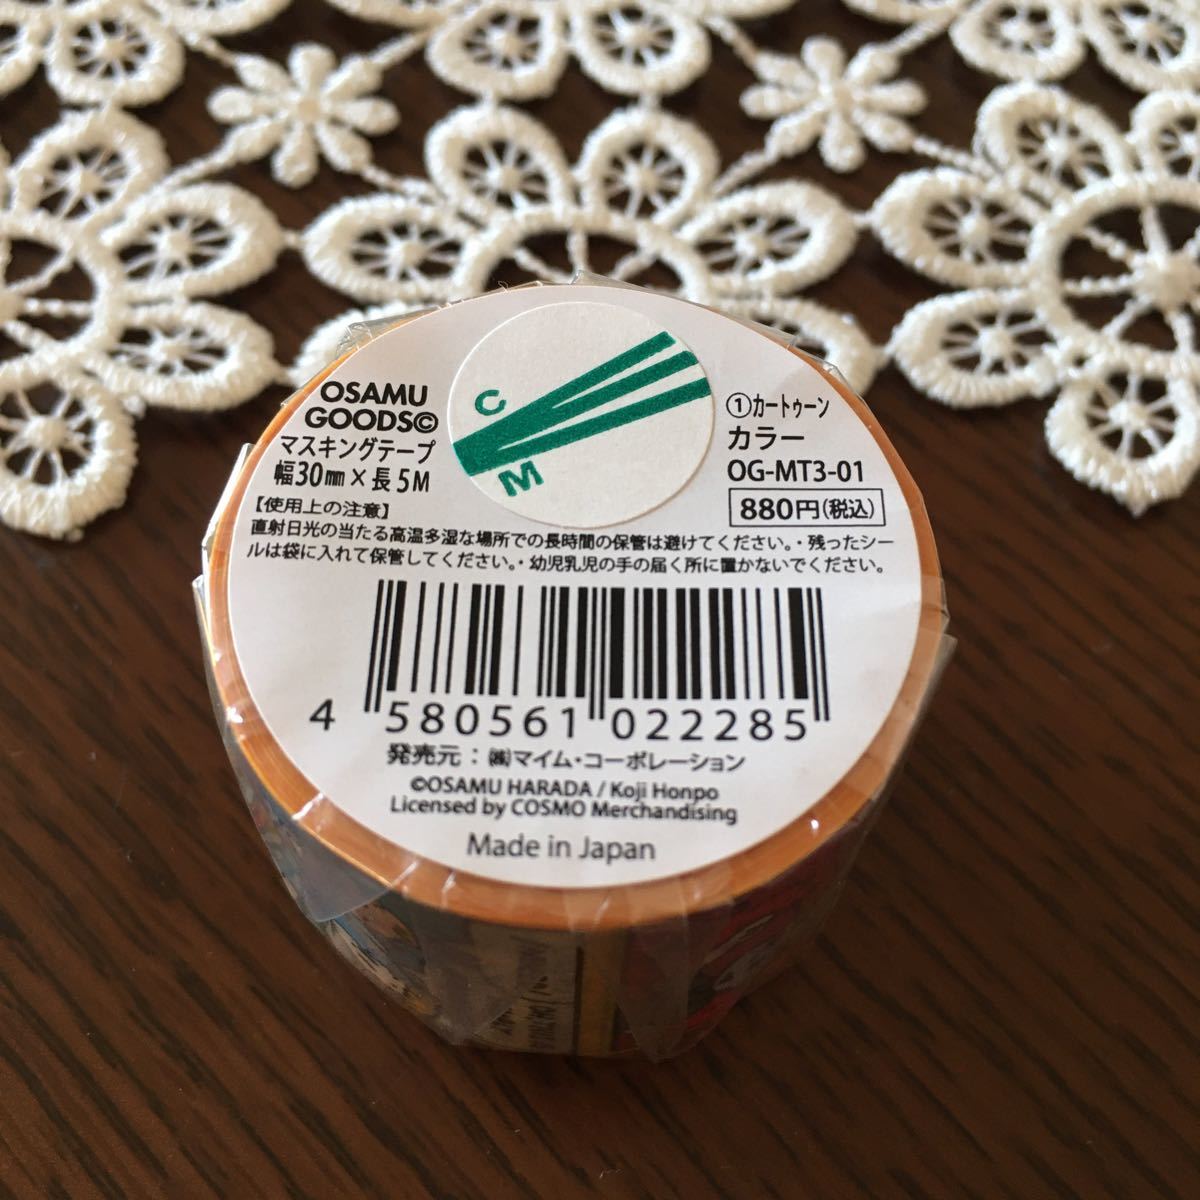 OSAMU
GOODS©
マスキングテープ
幅30㎜×長5M
C
M
①カートゥーン
カラー
OG-MT3-01
880円(税込)
【使用上の注意】
直射日光の当たる高温多湿な場所での長時間の保管は避けてください。・残ったシー
ルは袋に入れて保管してください。・幼児乳児の手の届く所に置かないでください。
4 580561 022285
発売元：㈱マイム・コーポレーション
©OSAMU HARADA / Koji Honpo
Licensed by COSMO Merchandising
Made in Japan